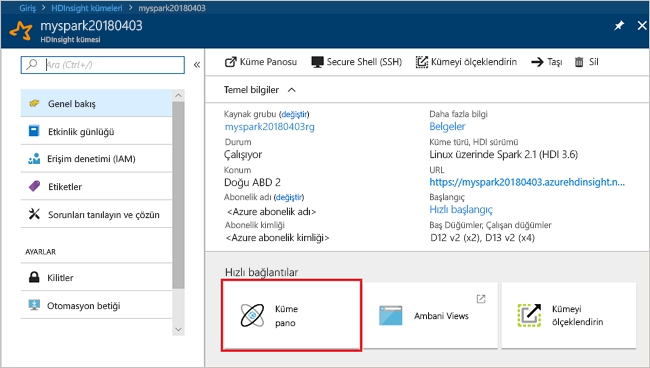 Giriş > HDInsight kümeleri > myspark20180403
myspark20180403
HDInsight kümesi
Ara (Ctrl+/)
Genel bakış
Etkinlik günlüğü
Erişim denetimi (IAM)
Etiketler
Sorunları tanılayın ve çözün
AYARLAR
Kilitler
Otomasyon betiği
Küme Panosu
Secure Shell (SSH)
Kümeyi ölçeklendirin
Taşı
Sil
Temel bilgiler
Kaynak grubu (değiştir)
myspark20180403rg
Durum
Çalışıyor
Konum
Doğu ABD 2
Abonelik adı (değiştir)
<Azure abonelik adı>
Abonelik kimliği
<Azure abonelik kimliği>
Daha fazla bilgi
Belgeler
Küme türü, HDI sürümü
Linux üzerinde Spark 2.1 (HDI 3.6)
URL
https://myspark20180403.azurehdinsight.n...
Başlangıç
Hızlı başlangıç
Baş Düğümler, Çalışan düğümler
D12 v2 (x2), D13 v2 (x4)
Hızlı bağlantılar
Küme
pano
Ambani Views
Kümeyi
ölçeklendirin